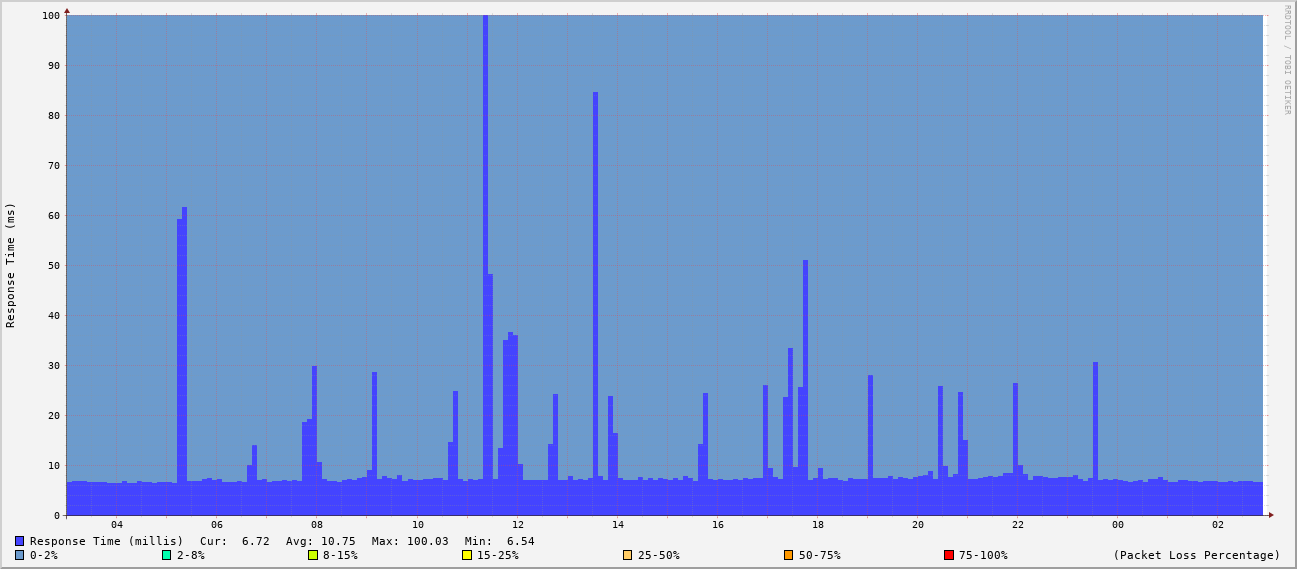 RRDTOOL / TOBI OETIKER
Response Time (ms)
100
90
80
70
60
50
40
30
20
10
0
04 06 08 10 12 14 16 18 20 22 00 02
Response Time (millis) Cur: 6.72 Avg: 10.75 Max: 100.03 Min: 6.54
0-2% 2-8% 8-15% 15-25% 25-50% 50-75% 75-100% (Packet Loss Percentage)